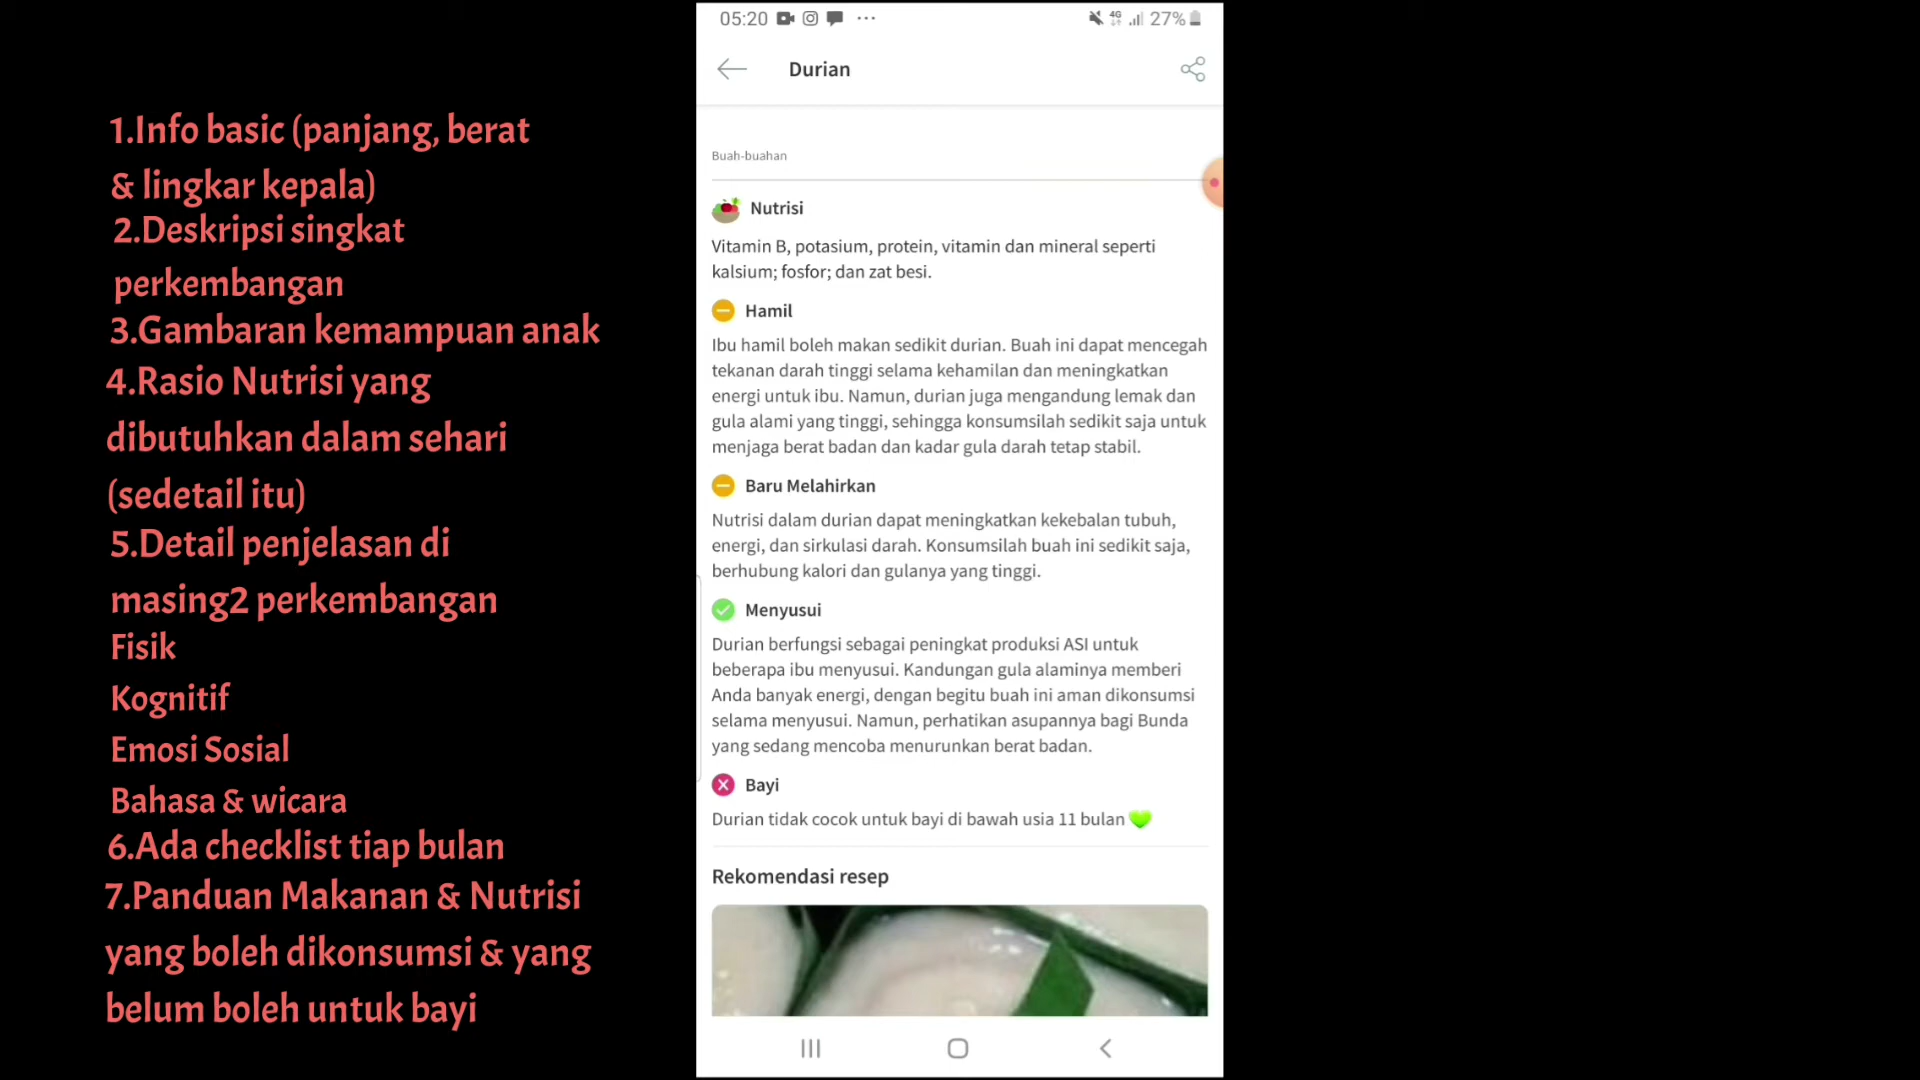 1.Info basic (panjang, berat
& lingkar kepala)
2.Deskripsi singkat
perkembangan
3.Gambaran kemampuan anak
4.Rasio Nutrisi yang
dibutuhkan dalam sehari
(sedetail itu)
5.Detail penjelasan di
masing2 perkembangan
Fisik
Kognitif
Emosi Sosial
Bahasa & wicara
6.Ada checklist tiap bulan
7.Panduan Makanan & Nutrisi
yang boleh dikonsumsi & yang
belum boleh untuk bayi
05:20
4G
27%
Durian
Buah-buahan
Nutrisi
Vitamin B, potasium, protein, vitamin dan mineral seperti
kalsium; fosfor; dan zat besi.
Hamil
Ibu hamil boleh makan sedikit durian. Buah ini dapat mencegah
tekanan darah tinggi selama kehamilan dan meningkatkan
energi untuk ibu. Namun, durian juga mengandung lemak dan
gula alami yang tinggi, sehingga konsumsilah sedikit saja untuk
menjaga berat badan dan kadar gula darah tetap stabil.
Baru Melahirkan
Nutrisi dalam durian dapat meningkatkan kekebalan tubuh,
energi, dan sirkulasi darah. Konsumsilah buah ini sedikit saja,
berhubung kalori dan gulanya yang tinggi.
Menyusui
Durian berfungsi sebagai peningkat produksi ASI untuk
beberapa ibu menyusui. Kandungan gula alaminya memberi
Anda banyak energi, dengan begitu buah ini aman dikonsumsi
selama menyusui. Namun, perhatikan asupannya bagi Bunda
yang sedang mencoba menurunkan berat badan.
Bayi
Durian tidak cocok untuk bayi di bawah usia 11 bulan
Rekomendasi resep